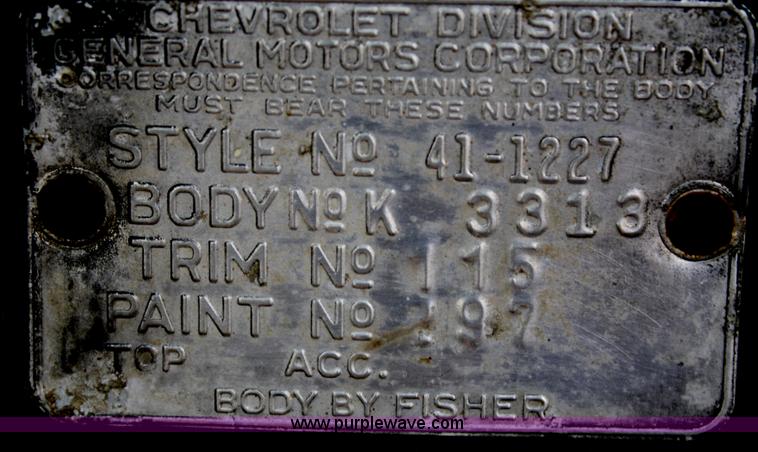 CHEVROLET DIVISION
GENERAL MOTORS CORPORATION
CORRESPONDENCE PERTAINING TO THE BODY
MUST BEAR THESE NUMBERS
STYLE No 41-1227
BODY No K 3313
TRIM No 115
PAINT No 197
TOP ACC.
BODY BY FISHER
www.purplewave.com